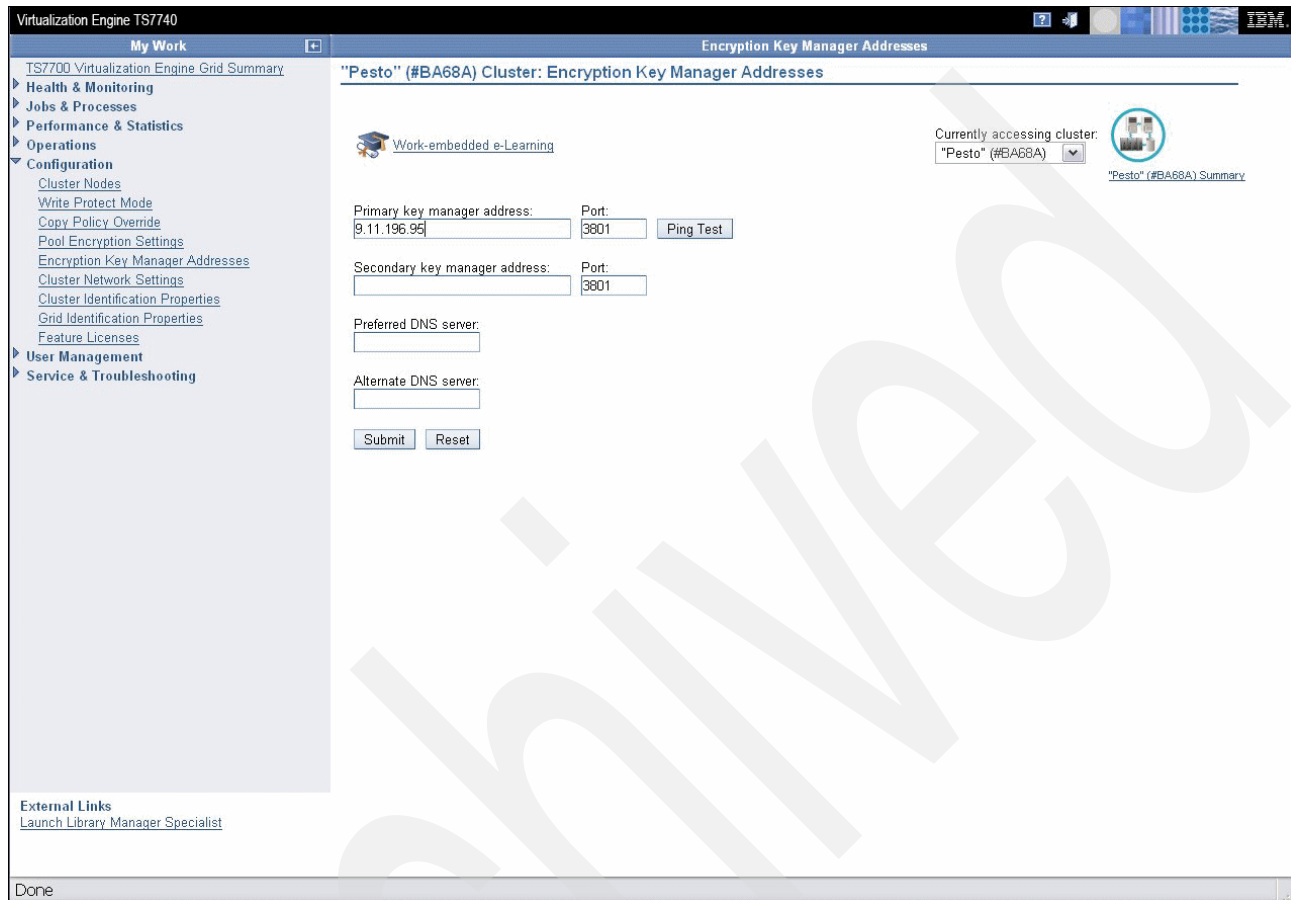 Virtualization Engine TS7740
?
IBM.
My Work
Encryption Key Manager Addresses
TS7700 Virtualization Engine Grid Summary
Health & Monitoring
Jobs & Processes
Performance & Statistics
Operations
Configuration
Cluster Nodes
Write Protect Mode
Copy Policy Override
Pool Encryption Settings
Encryption Key Manager Addresses
Cluster Network Settings
Cluster Identification Properties
Grid Identification Properties
Feature Licenses
User Management
Service & Troubleshooting
External Links
Launch Library Manager Specialist
"Pesto" (#BA68A) Cluster: Encryption Key Manager Addresses
Work-embedded e-Learning
Currently accessing cluster:
"Pesto" (#BA68A)
"Pesto" (#BA68A) Summary
Primary key manager address: Port:
9.11.196.95 3801 Ping Test
Secondary key manager address: Port:
3801
Preferred DNS server:
Alternate DNS server:
Submit Reset
Done
hived